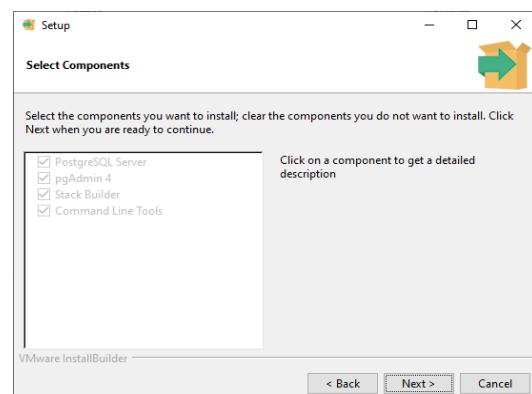 Setup
Select Components
Select the components you want to install; clear the components you do not want to install. Click
Next when you are ready to continue.
PostgreSQL Server
pgAdmin 4
Stack Builder
Command Line Tools
Click on a component to get a detailed
description
VMware InstallBuilder
< Back
Next >
Cancel